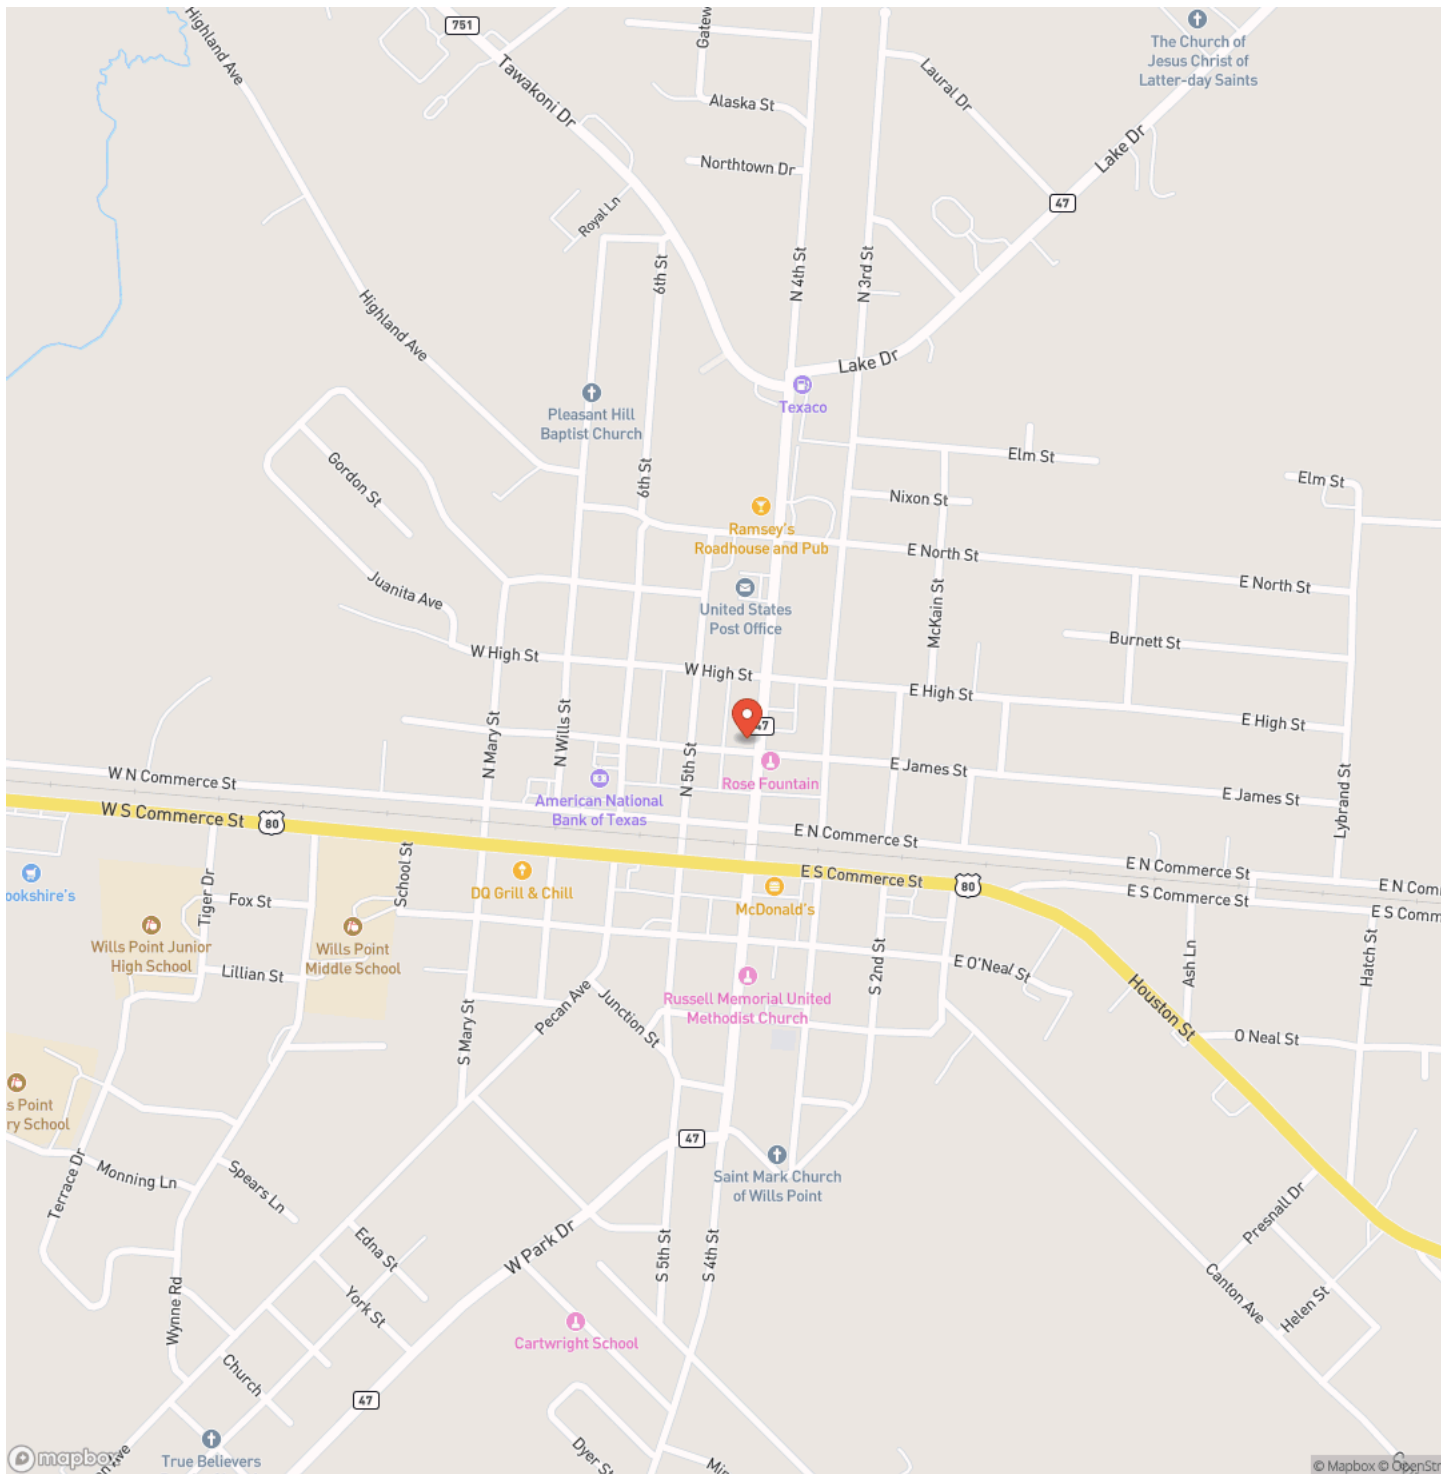 751
Highland Ave
Gatew
The Church of
Jesus Christ of
Latter-day Saints
Tawakoni Dr
Alaska St
Laural Dr
Northtown Dr
Lake Dr
47
Royal Ln
6th St
N 4th St
N 3rd St
Highland Ave
Lake Dr
Texaco
Pleasant Hill
Baptist Church
Gordon St
6th St
Elm St
Elm St
Nixon St
Ramsey's
Roadhouse and Pub
E North St
E North St
Juanita Ave
United States
Post Office
McKain St
Burnett St
W High St
W High St
E High St
E High St
N Mary St
N Wills St
N 5th St
47
Rose Fountain
E James St
E James St
Lybrand St
W N Commerce St
W S Commerce St
80
American National
Bank of Texas
E N Commerce St
E N Commerce St
E N Com
E S Commerce St
80
E S Commerce St
E S Comm
ookshire's
School St
Tiger Dr
Fox St
DQ Grill & Chill
McDonald's
Wills Point Junior
High School
Wills Point
Middle School
Lillian St
S 2nd St
E O'Neal St
Ash Ln
Hatch St
Russell Memorial United
Methodist Church
Pecan Ave
Junction St
Houston St
O Neal St
S Mary St
s Point
ry School
47
Saint Mark Church
of Wills Point
Terrace Dr
Monning Ln
Spears Ln
Edna St
W Park Dr
S 5th St
S 4th St
Presnall Dr
Canton Ave
Helen St
Wynne Rd
York St
Cartwright School
Church
47
True Believers
Dyer St
on Ave
mapbox
© Mapbox © OpenStr